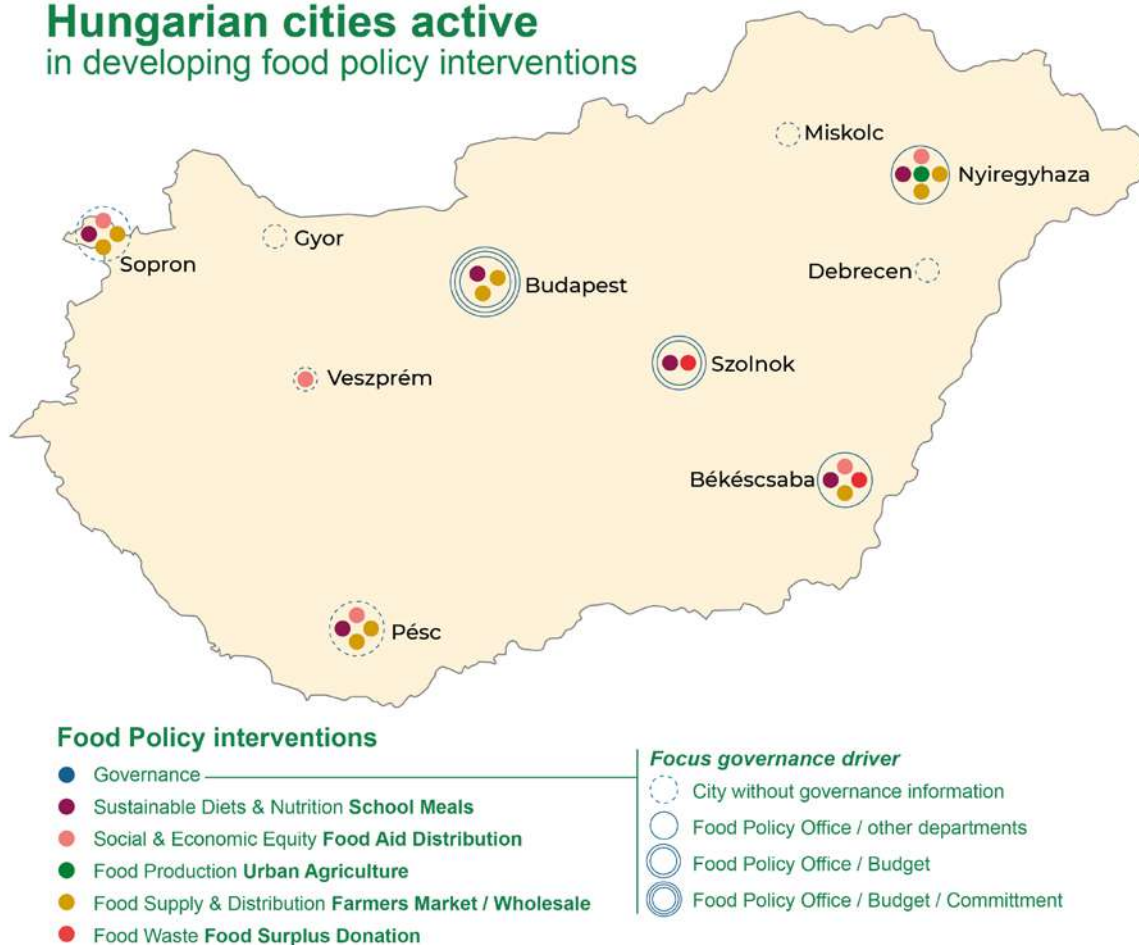 Hungarian cities active
in developing food policy interventions
Miskolc
Nyiregyhaza
Gyor
Sopron
Debrecen
Budapest
Szolnok
Veszprém
Békéscsaba
Pésc
Food Policy interventions
Governance
Sustainable Diets & Nutrition School Meals
Social & Economic Equity Food Aid Distribution
Food Production Urban Agriculture
Food Supply & Distribution Farmers Market / Wholesale
Food Waste Food Surplus Donation
Focus governance driver
City without governance information
Food Policy Office / other departments
Food Policy Office / Budget
Food Policy Office / Budget / Committment